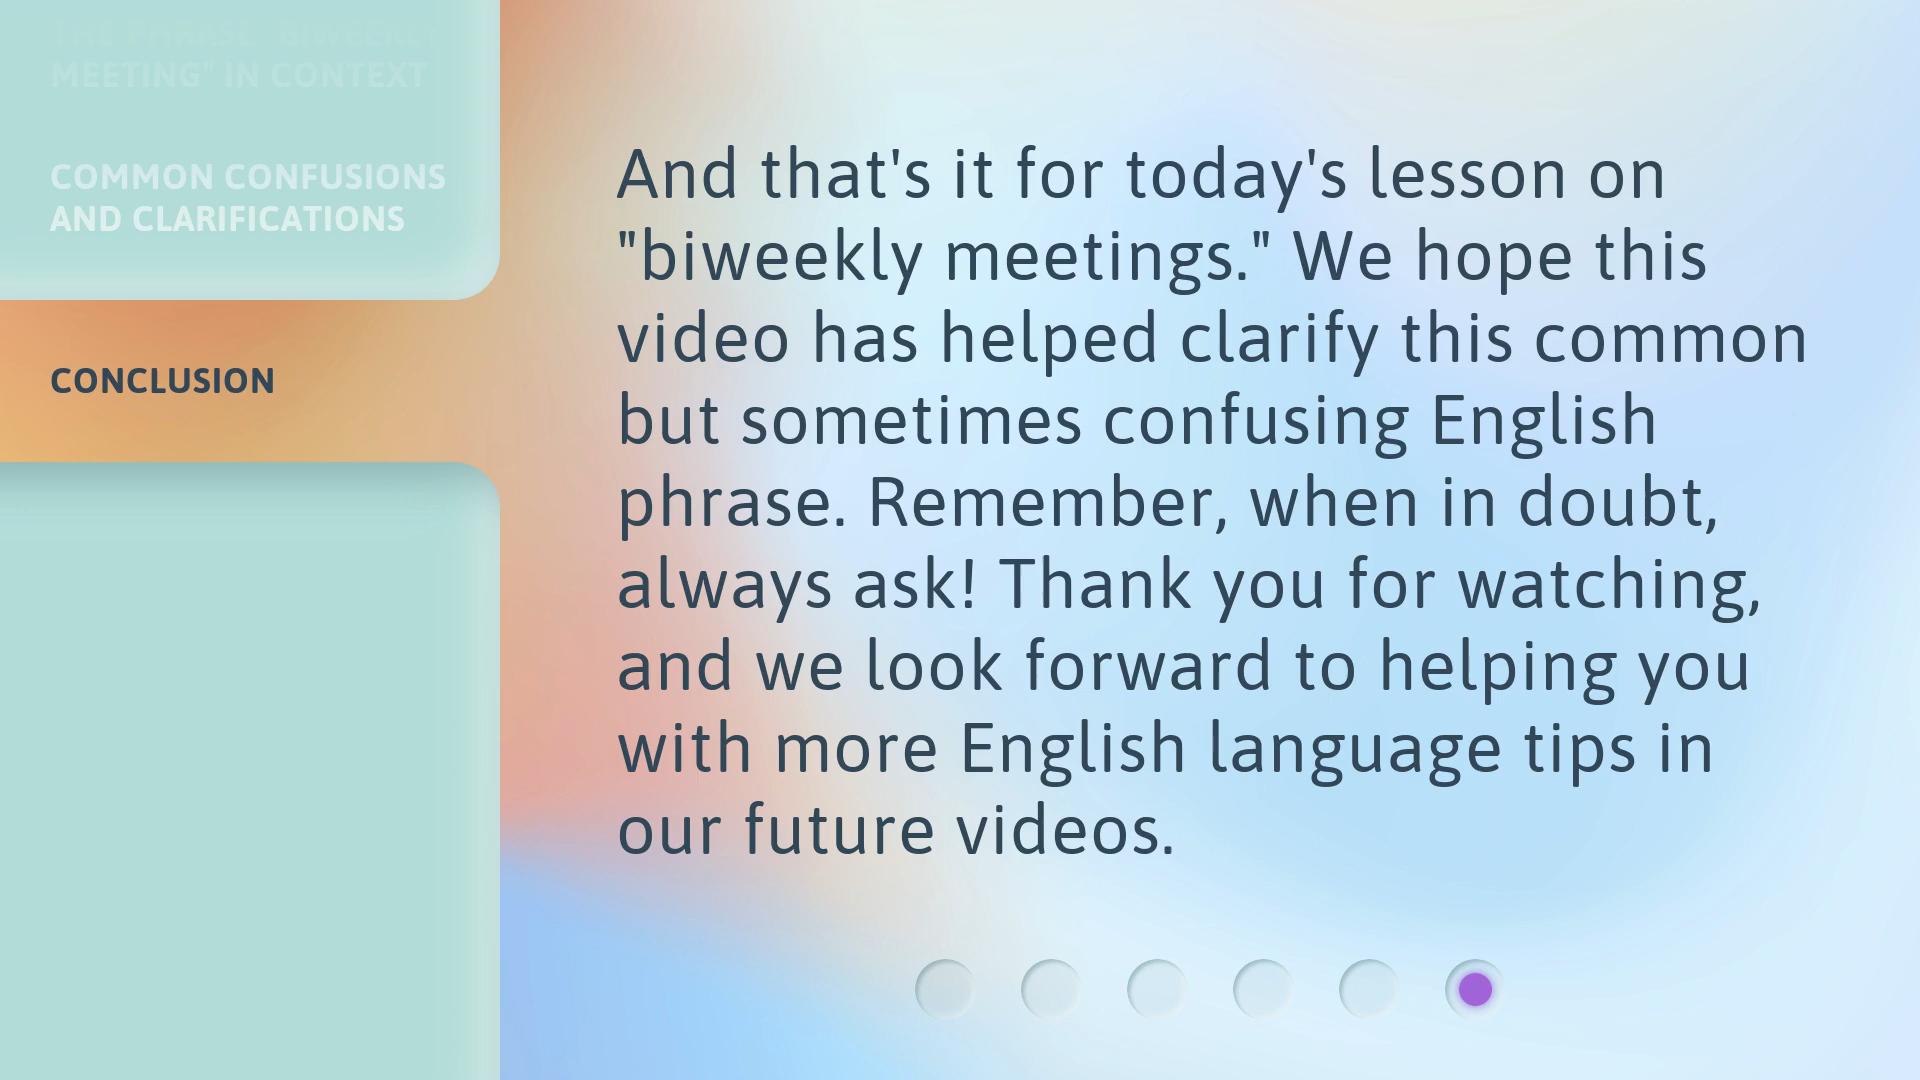 THE PHRASE "BIWEEKLY
MEETING" IN CONTEXT
COMMON CONFUSIONS
AND CLARIFICATIONS
CONCLUSION
And that's it for today's lesson on
"biweekly meetings." We hope this
video has helped clarify this common
but sometimes confusing English
phrase. Remember, when in doubt,
always ask! Thank you for watching,
and we look forward to helping you
with more English language tips in
our future videos.